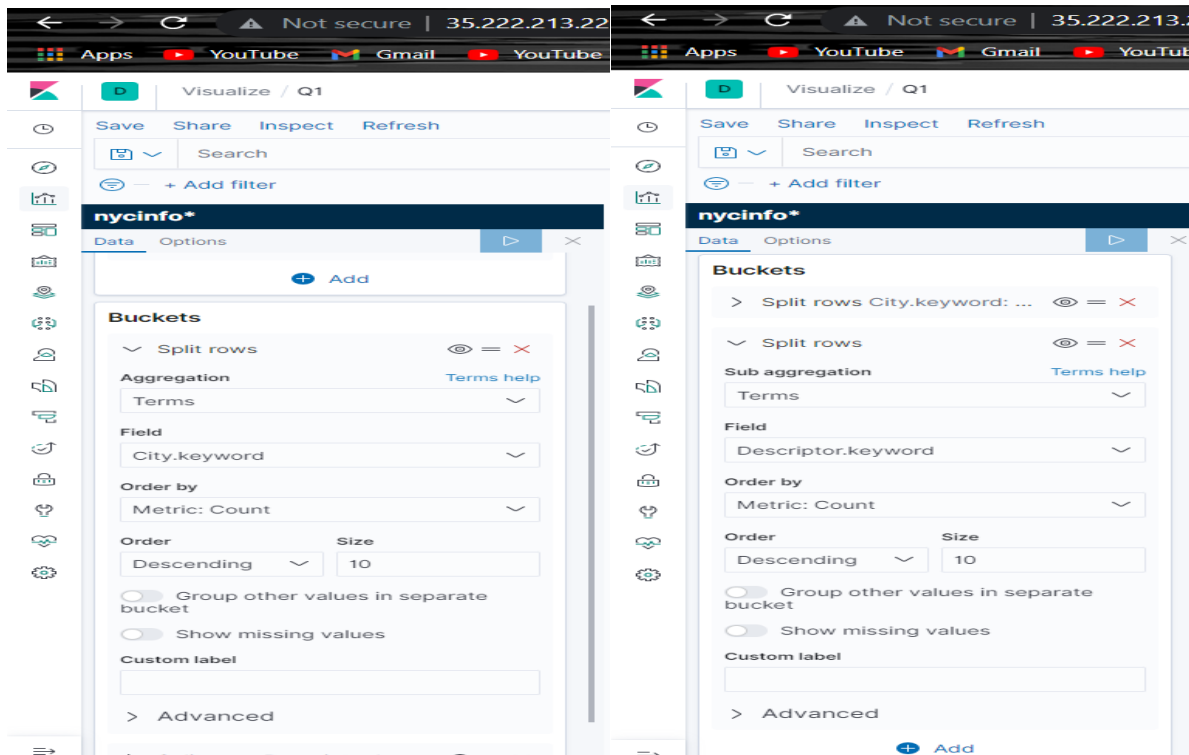 Not secure | 35.222.213.22
Apps YouTube Gmail YouTube
D Visualize / Q1
Save Share Inspect Refresh
Search
+ Add filter
nycinfo*
Data Options
Add
Buckets
Split rows
Aggregation Terms help
Terms
Field
City.keyword
Order by
Metric: Count
Order Size
Descending 10
Group other values in separate
bucket
Show missing values
Custom label
Advanced
Not secure | 35.222.213.
Apps YouTube Gmail YouTub
D Visualize / Q1
Save Share Inspect Refresh
Search
+ Add filter
nycinfo*
Data Options
Buckets
Split rows City.keyword: ...
Split rows
Sub aggregation Terms help
Terms
Field
Descriptor.keyword
Order by
Metric: Count
Order Size
Descending 10
Group other values in separate
bucket
Show missing values
Custom label
Advanced
Add